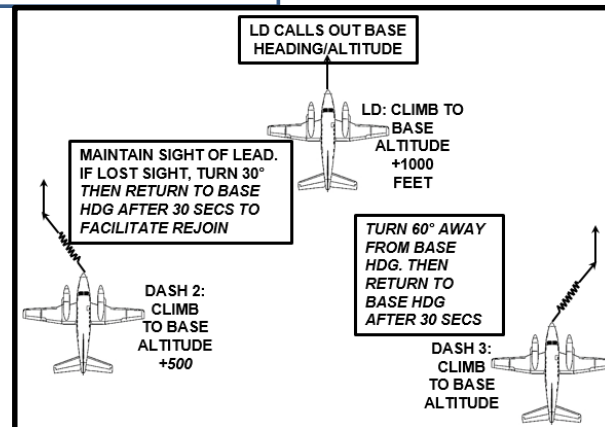 LD CALLS OUT BASE
HEADING/ALTITUDE
LD: CLIMB TO
BASE
ALTITUDE
+1000
FEET
MAINTAIN SIGHT OF LEAD.
IF LOST SIGHT, TURN 30°
THEN RETURN TO BASE
HDG AFTER 30 SECS TO
FACILITATE REJOIN
TURN 60° AWAY
FROM BASE
HDG. THEN
RETURN TO
BASE HDG
AFTER 30 SECS
DASH 2:
CLIMB
TO BASE
ALTITUDE
+500
DASH 3:
CLIMB
TO BASE
ALTITUDE